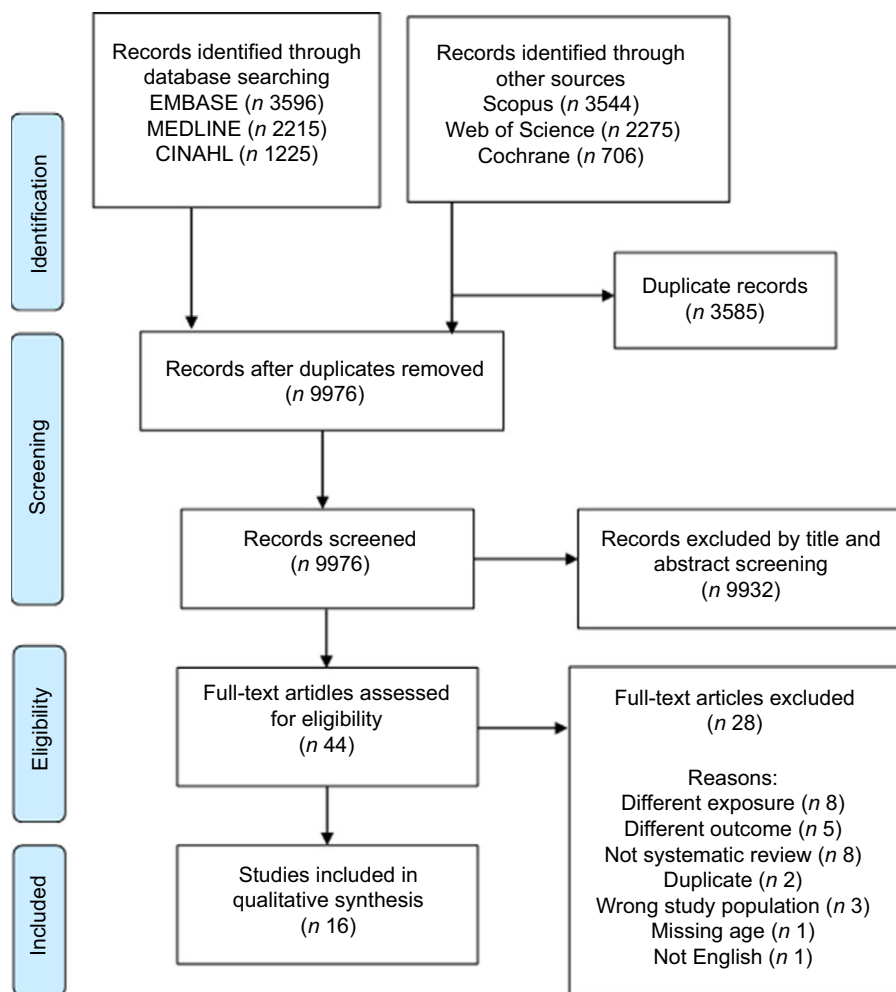 Records identified through
database searching
EMBASE (n 3596)
MEDLINE (n 2215)
CINAHL (n 1225)
Records identified through
other sources
Scopus (n 3544)
Web of Science (n 2275)
Cochrane (n 706)
Identification
Duplicate records
(n 3585)
Records after duplicates removed
(n 9976)
Screening
Records screened
(n 9976)
Records excluded by title and
abstract screening
(n 9932)
Eligibility
Full-text artidles assessed
for eligibility
(n 44)
Full-text articles excluded
(n 28)
Reasons:
Different exposure (n 8)
Different outcome (n 5)
Not systematic review (n 8)
Duplicate (n 2)
Wrong study population (n 3)
Missing age (n 1)
Not English (n 1)
Included
Studies included in
qualitative synthesis
(n 16)